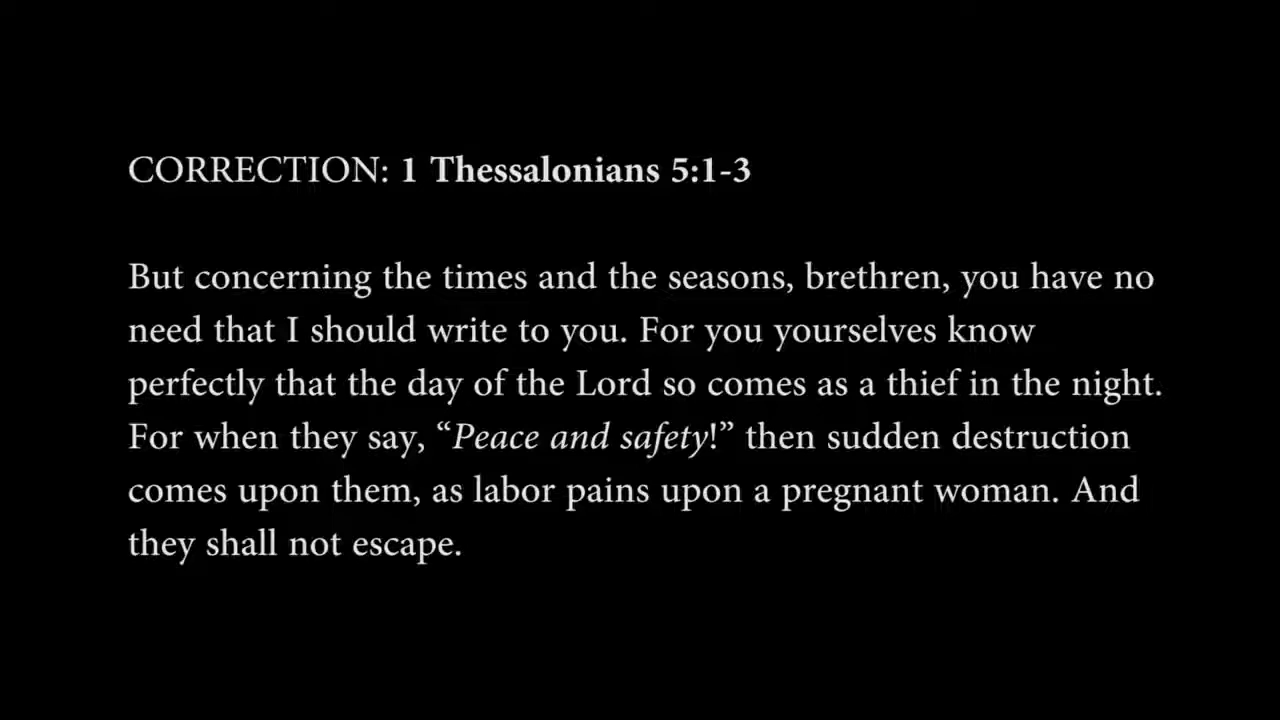 CORRECTION: 1 Thessalonians 5:1-3
But concerning the times and the seasons, brethren, you have no
need that I should write to you. For you yourselves know
perfectly that the day of the Lord so comes as a thief in the night.
For when they say, “Peace and safety!” then sudden destruction
comes upon them, as labor pains upon a pregnant woman. And
they shall not escape.